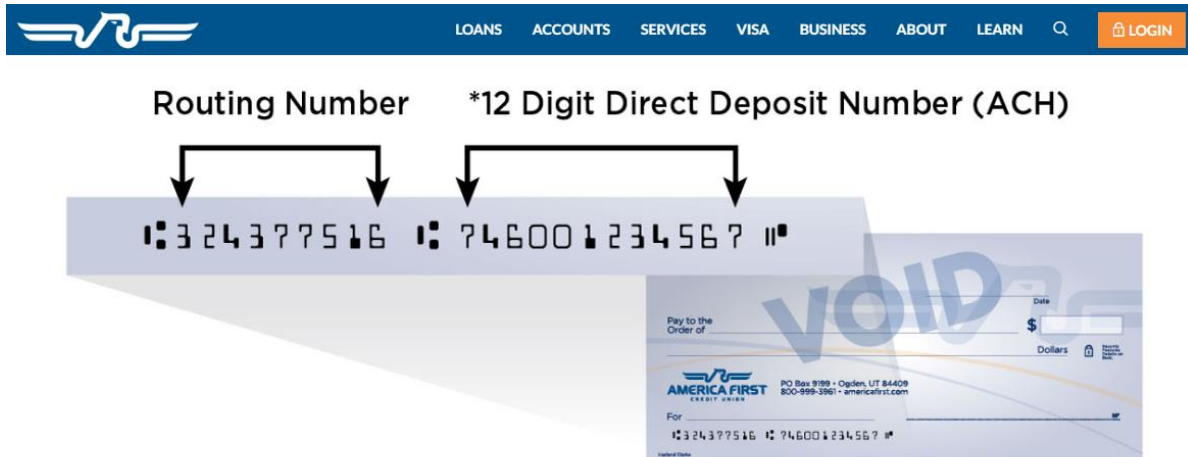 LOANS ACCOUNTS SERVICES VISA BUSINESS ABOUT LEARN LOGIN
Routing Number *12 Digit Direct Deposit Number (ACH)
⑆324377516 ⑆ 746001234567 ⑈
VOID
Date
Pay to the
Order of
$
Dollars
AMERICA FIRST
CREDIT UNION
PO Box 9199 • Ogden, UT 84409
800-999-3961 • americafirst.com
For
MP
⑆324377516 ⑆ 746001234567 ⑈